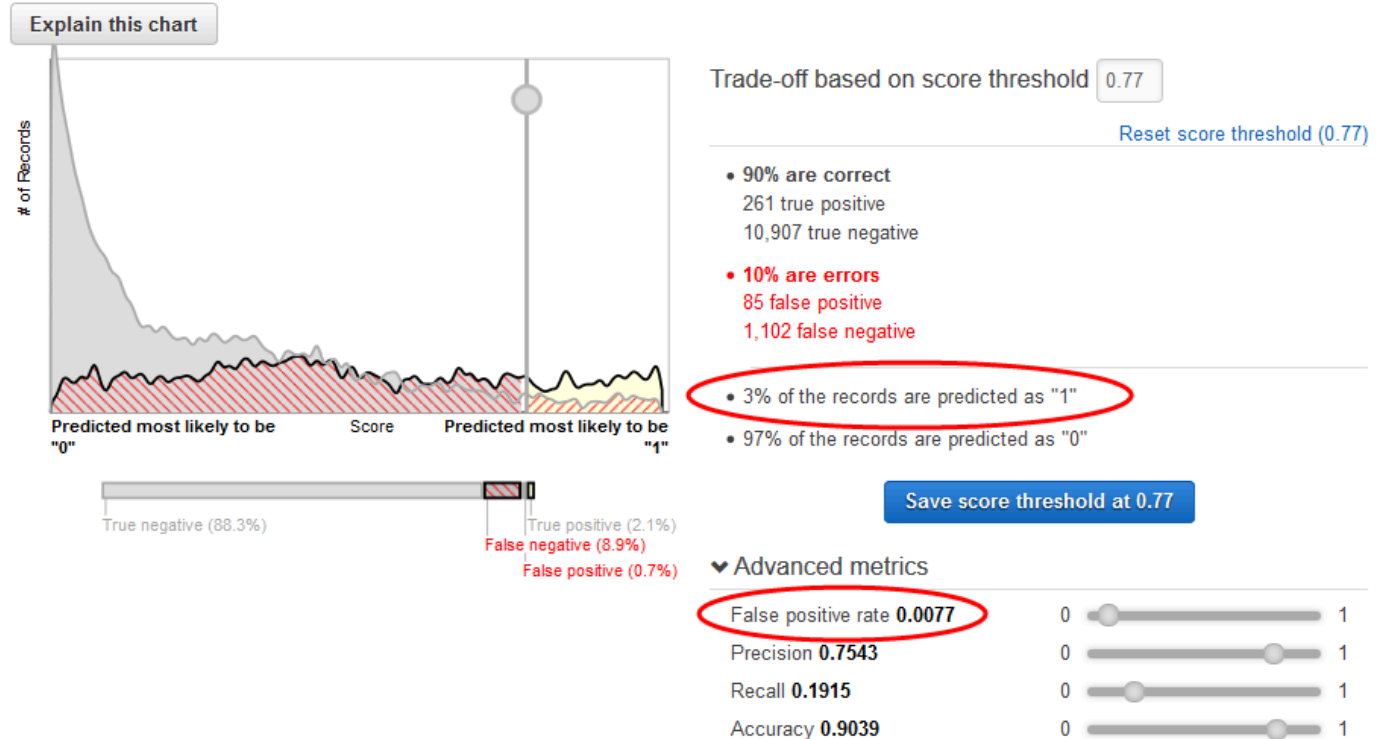 Explain this chart
# of Records
Predicted most likely to be
"0"
Score
Predicted most likely to be
"1"
True negative (88.3%)
True positive (2.1%)
False negative (8.9%)
False positive (0.7%)
Trade-off based on score threshold 0.77
Reset score threshold (0.77)
• 90% are correct
261 true positive
10,907 true negative
• 10% are errors
85 false positive
1,102 false negative
• 3% of the records are predicted as "1"
• 97% of the records are predicted as "0"
Save score threshold at 0.77
Advanced metrics
False positive rate 0.0077 0 1
Precision 0.7543 0 1
Recall 0.1915 0 1
Accuracy 0.9039 0 1